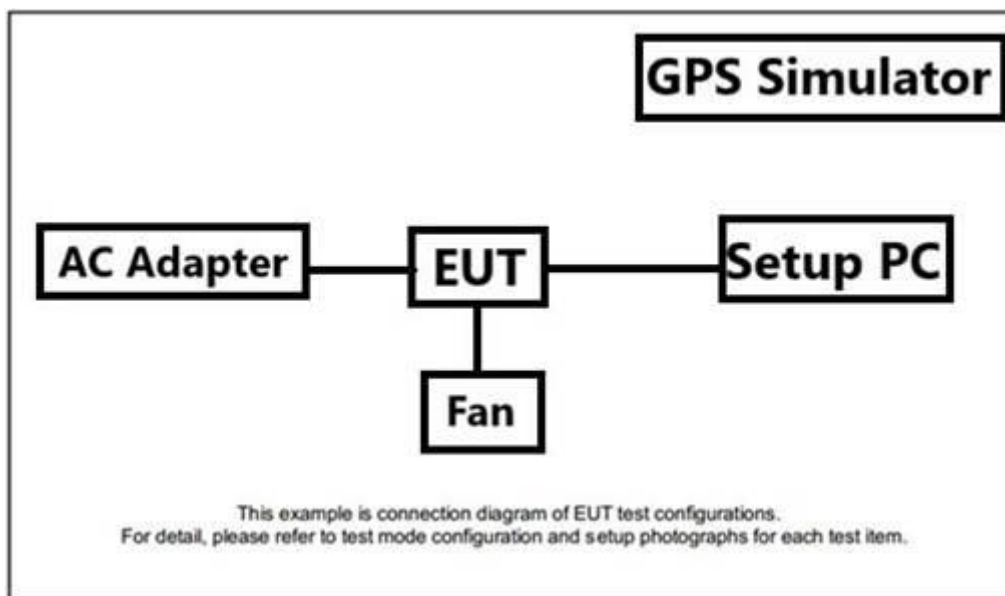 GPS Simulator
AC Adapter
EUT
Setup PC
Fan
This example is connection diagram of EUT test configurations.
For detail, please refer to test mode configuration and setup photographs for each test item.